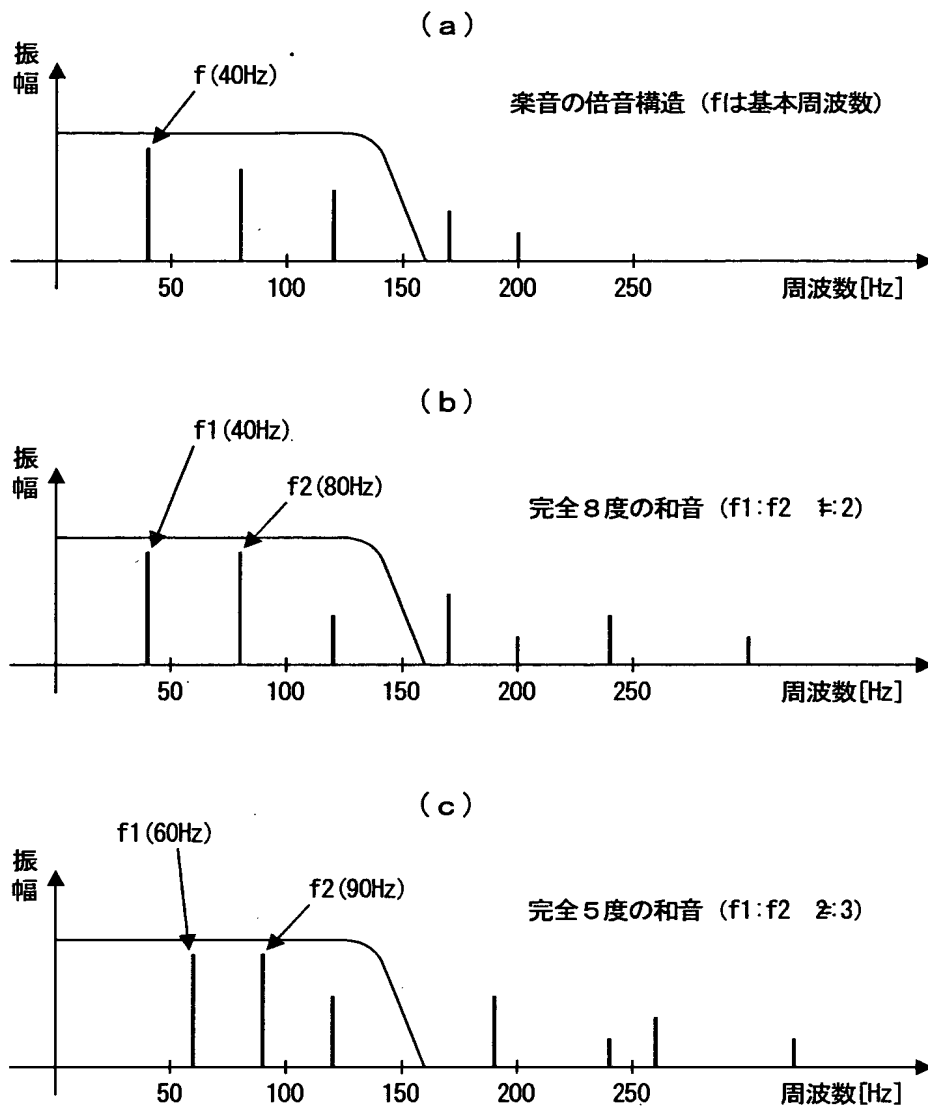 (a)
振幅
f(40Hz)
楽音の倍音構造 (fは基本周波数)
50 100 150 200 250 周波数[Hz]
(b)
振幅
f1(40Hz)
f2(80Hz)
完全8度の和音 (f1:f2 :2)
50 100 150 200 250 周波数[Hz]
(c)
振幅
f1(60Hz)
f2(90Hz)
完全5度の和音 (f1:f2 :3)
50 100 150 200 250 周波数[Hz]